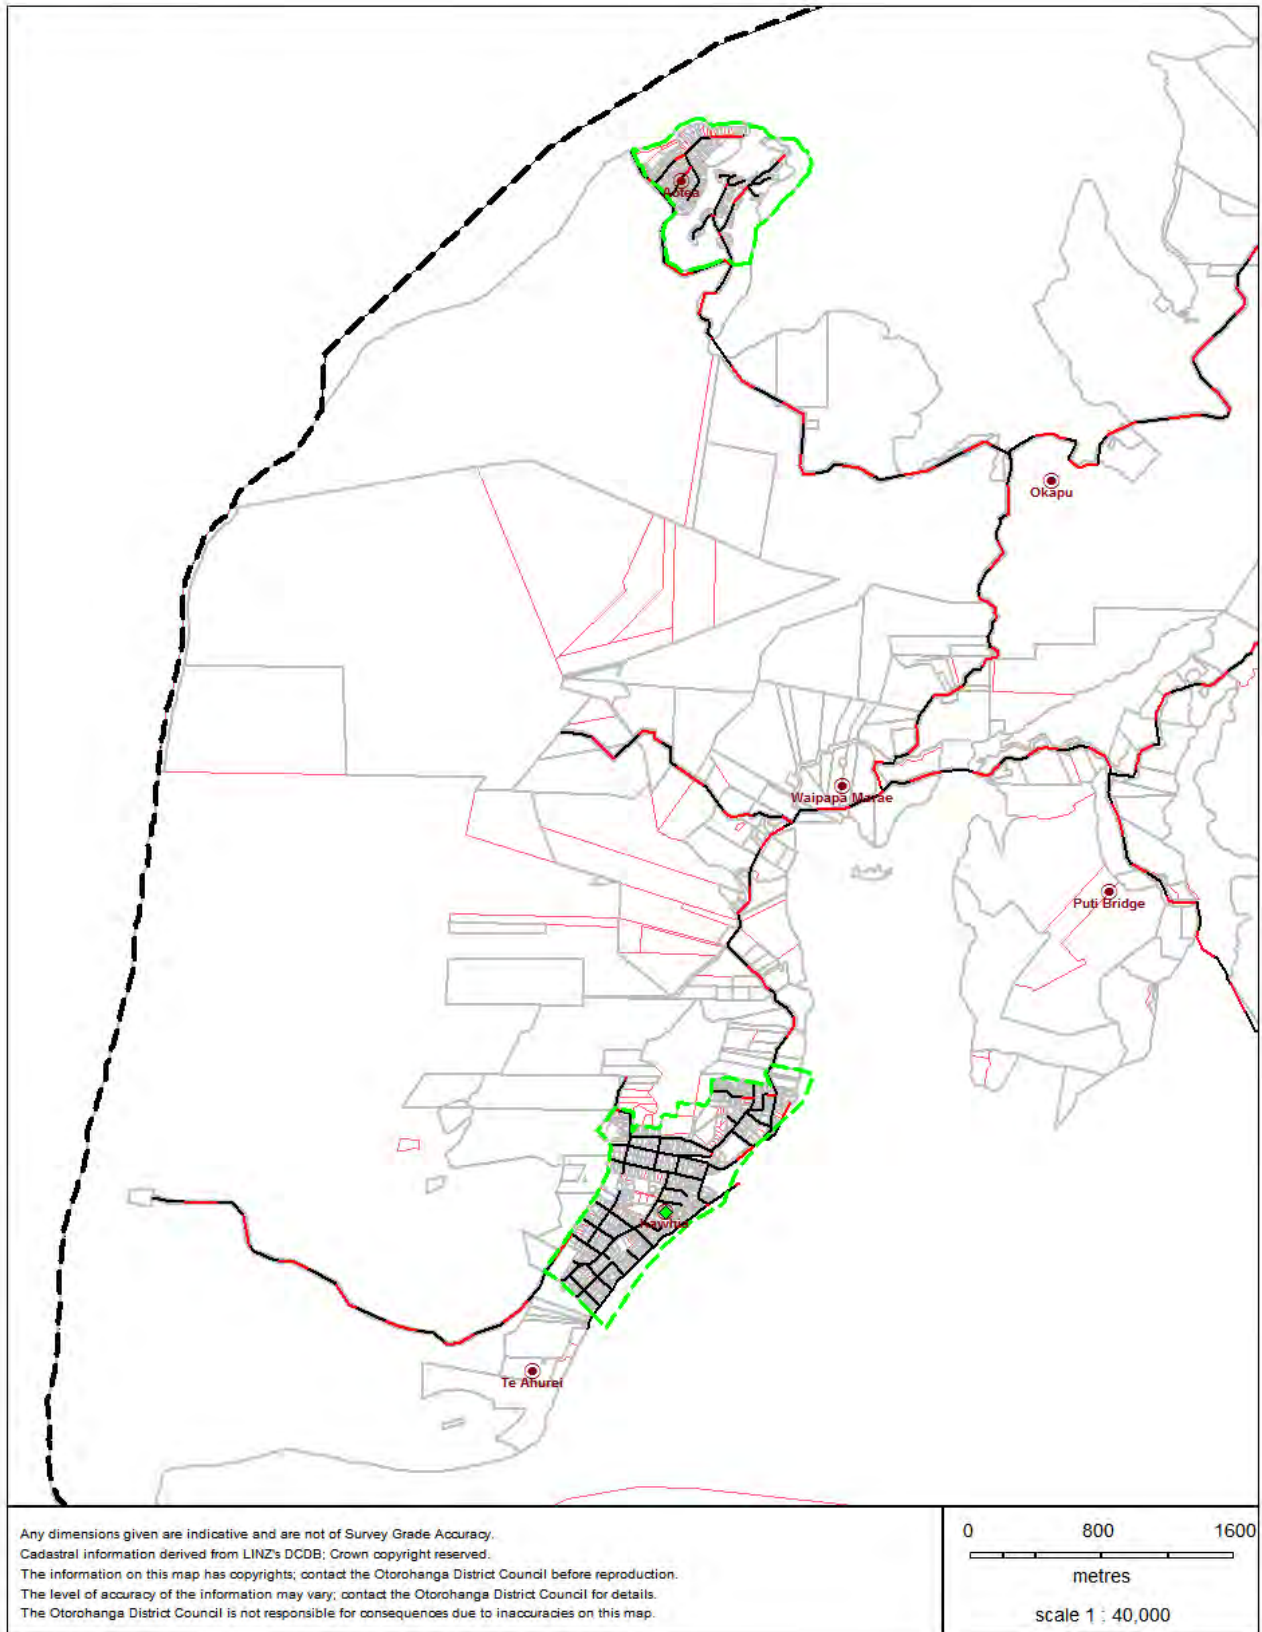 Aotea
Okapu
Waipapa Marae
Puti Bridge
Kawhia
Te Ahurei
Any dimensions given are indicative and are not of Survey Grade Accuracy.
Cadastral information derived from LINZ's DCDB; Crown copyright reserved.
The information on this map has copyrights; contact the Otorohanga District Council before reproduction.
The level of accuracy of the information may vary; contact the Otorohanga District Council for details.
The Otorohanga District Council is not responsible for consequences due to inaccuracies on this map.
0 800 1600
metres
scale 1 : 40,000